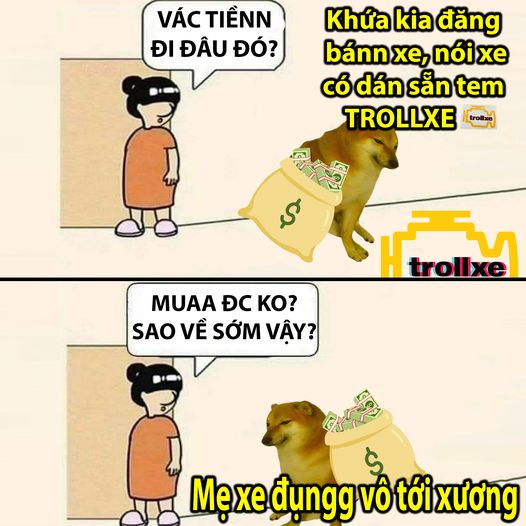 VÁC TIỀNN
ĐI ĐÂU ĐÓ?
Khứa kia đăng
bánn xe, nói xe
có dán sẵn tem
TROLLXE trollxe
trollxe
MUAA ĐC KO?
SAO VỀ SỚM VẬY?
$
$
Mẹ xe đụngg vô tới xương